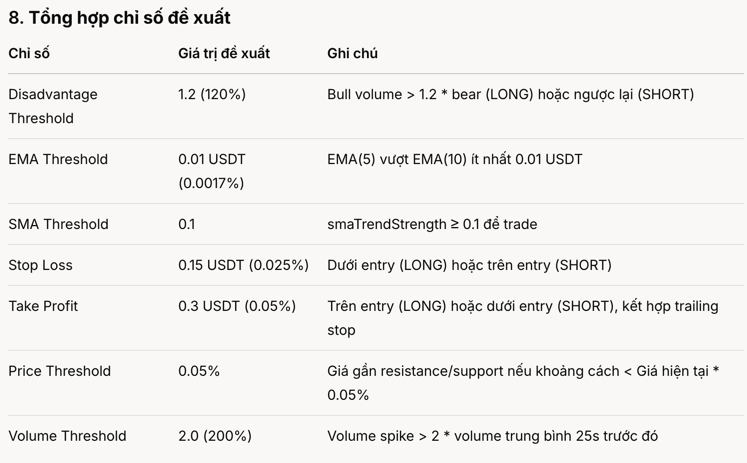 8. Tổng hợp chỉ số đề xuất
Chỉ số Giá trị đề xuất Ghi chú
Disadvantage Threshold 1.2 (120%) Bull volume > 1.2 * bear (LONG) hoặc ngược lại (SHORT)
EMA Threshold 0.01 USDT (0.0017%) EMA(5) vượt EMA(10) ít nhất 0.01 USDT
SMA Threshold 0.1 smaTrendStrength ≥ 0.1 để trade
Stop Loss 0.15 USDT (0.025%) Dưới entry (LONG) hoặc trên entry (SHORT)
Take Profit 0.3 USDT (0.05%) Trên entry (LONG) hoặc dưới entry (SHORT), kết hợp trailing stop
Price Threshold 0.05% Giá gần resistance/support nếu khoảng cách < Giá hiện tại * 0.05%
Volume Threshold 2.0 (200%) Volume spike > 2 * volume trung bình 25s trước đó